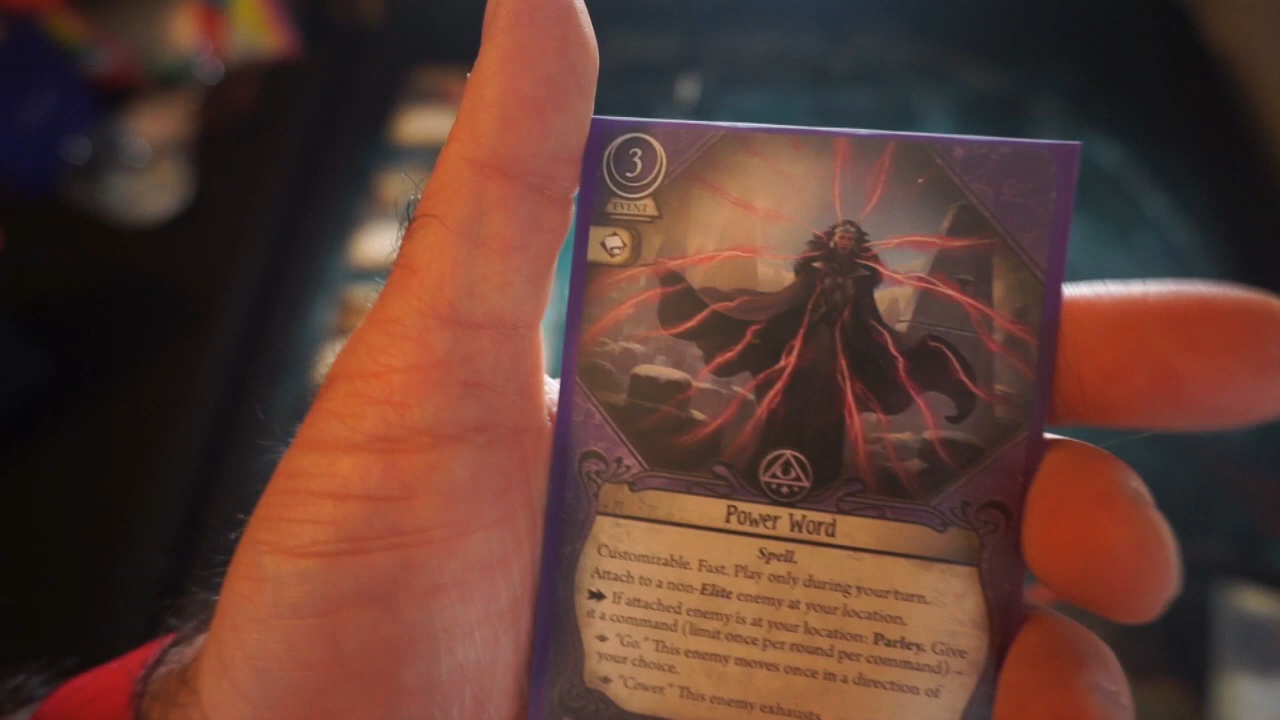 3
EVENT
Power Word
Spell.
Customizable. Fast. Play only during your turn.
Attach to a non-Elite enemy at your location.
If attached enemy is at your location: Parley. Give
it a command (limit once per round per command) –
"Go." This enemy moves once in a direction of
your choice.
"Cower." This enemy exhausts.